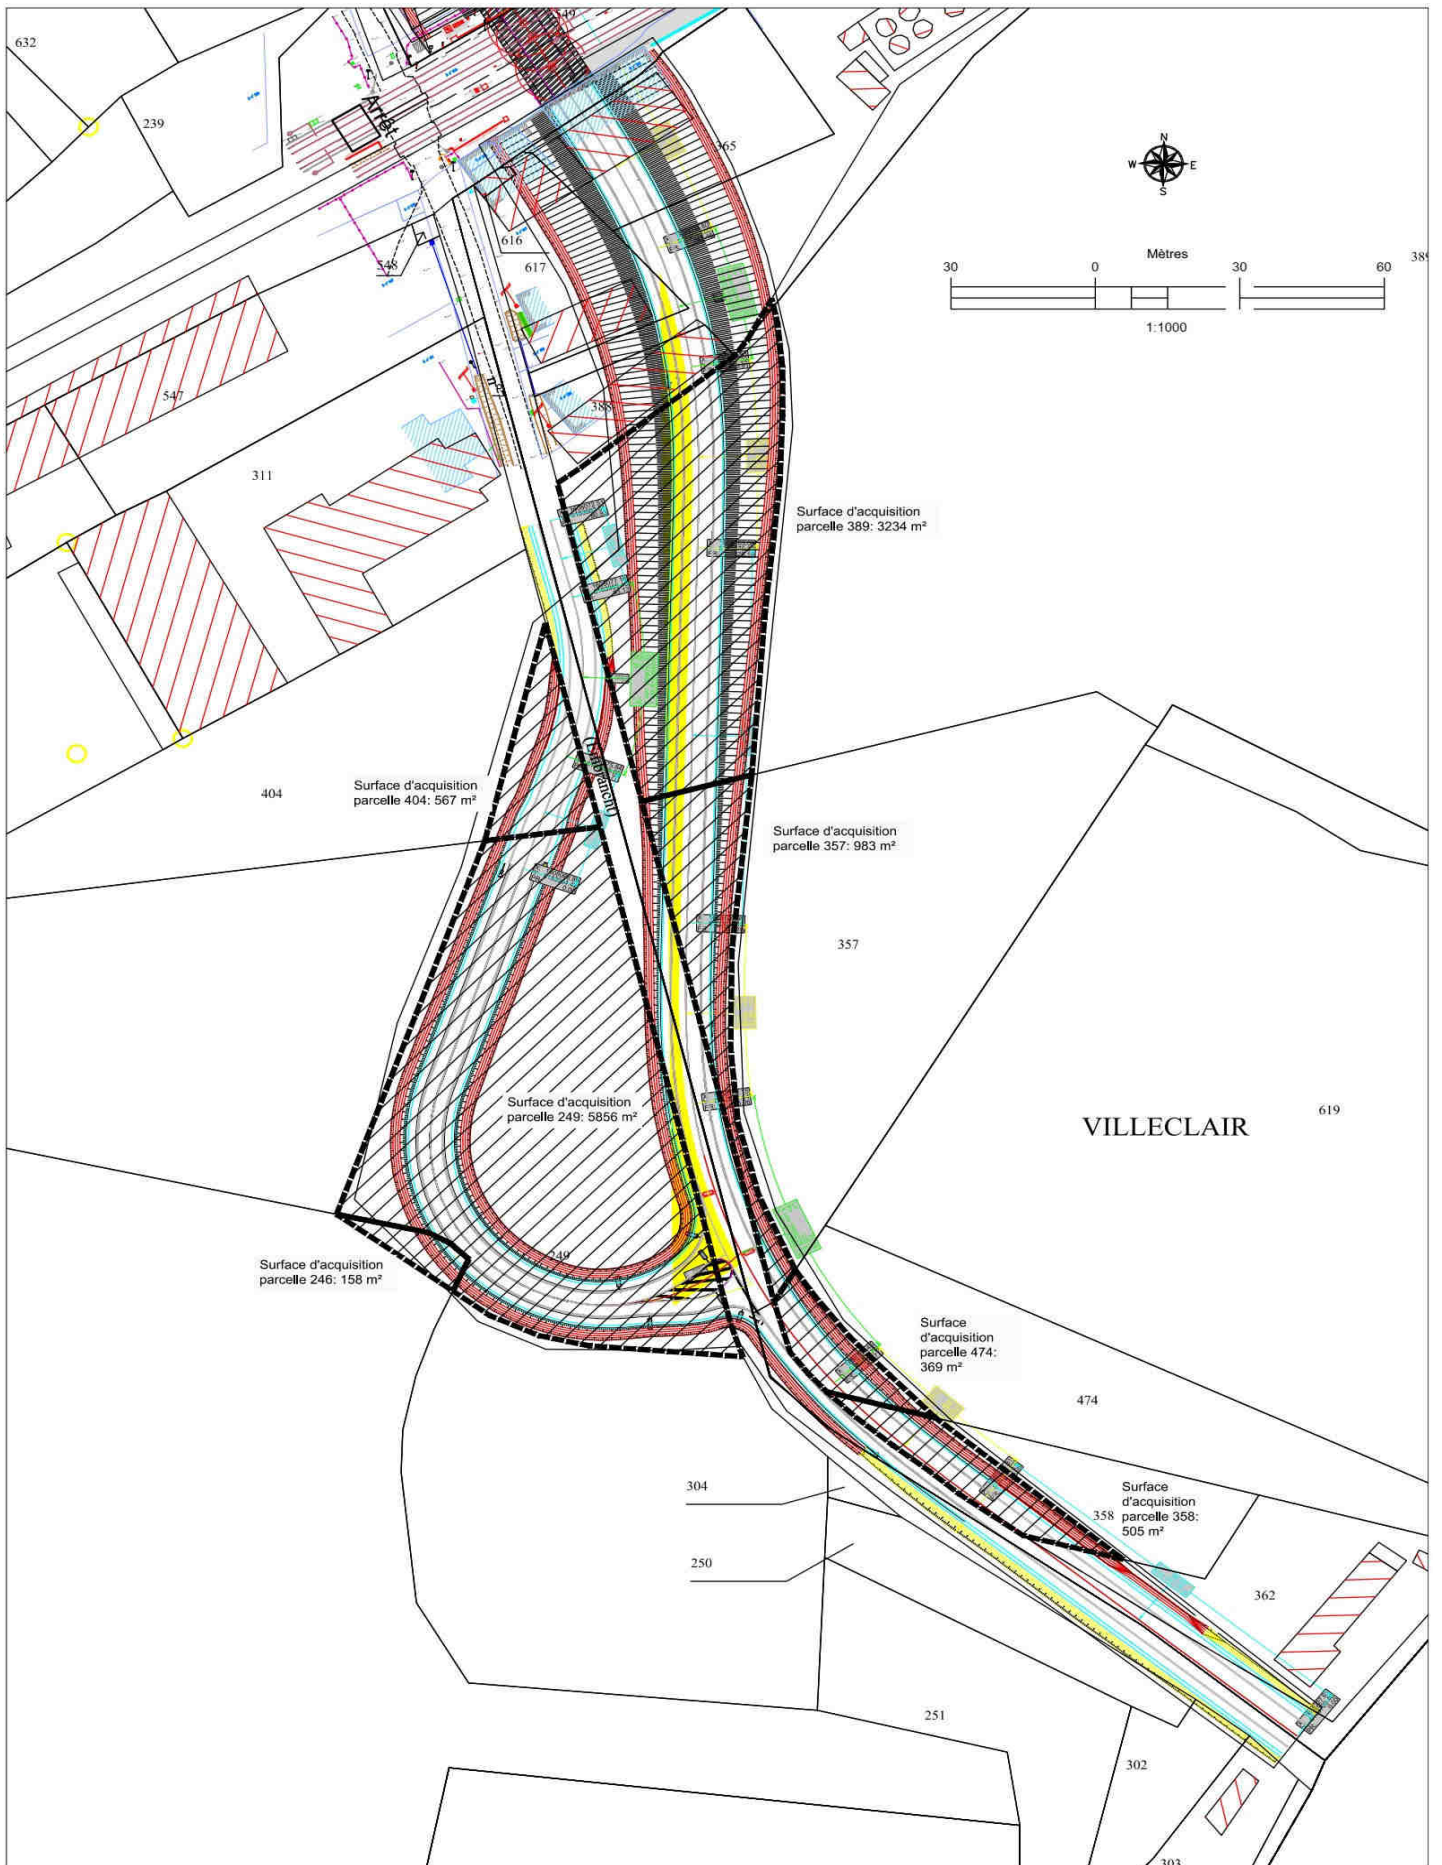 632
549
239
Arrêt
365
N
W E
S
616
617
548
Mètres
30 0 30 60
389
1:1000
547
388
311
Surface d'acquisition
parcelle 389: 3234 m²
(Embrancht)
404
Surface d'acquisition
parcelle 404: 567 m²
Surface d'acquisition
parcelle 357: 983 m²
357
Surface d'acquisition
parcelle 249: 5856 m²
619
VILLECLAIR
249
Surface d'acquisition
parcelle 246: 158 m²
Surface
d'acquisition
parcelle 474:
369 m²
474
304
Surface
d'acquisition
parcelle 358:
505 m²
358
250
362
251
302
303